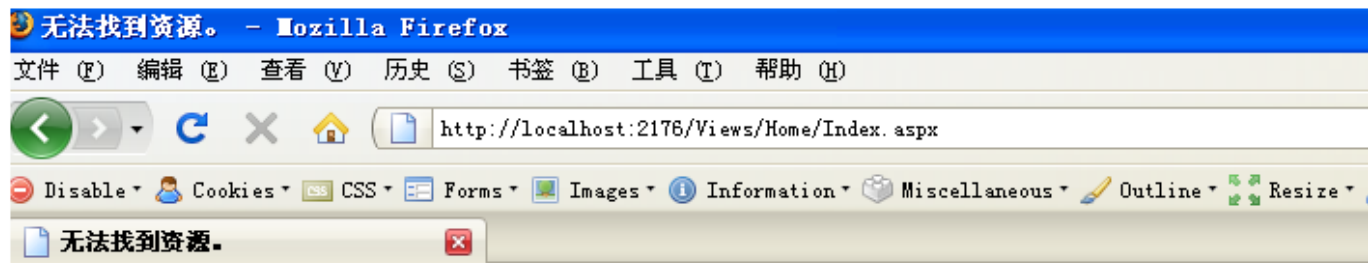 无法找到资源。 - Mozilla Firefox
文件 (F) 编辑 (E) 查看 (V) 历史 (S) 书签 (B) 工具 (T) 帮助 (H)
http://localhost:2176/Views/Home/Index.aspx
Disable Cookies CSS CSS Forms Images Information Miscellaneous Outline Resize
无法找到资源。